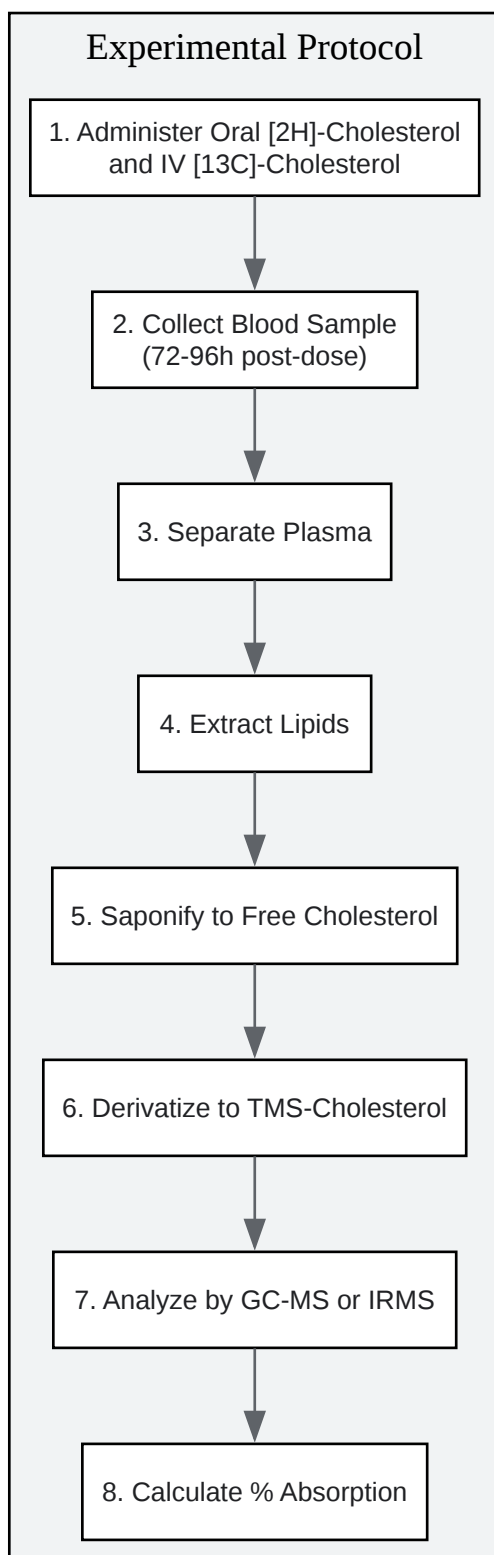 Experimental Protocol
1. Administer Oral [2H]-Cholesterol
and IV [13C]-Cholesterol
2. Collect Blood Sample
(72-96h post-dose)
3. Separate Plasma
4. Extract Lipids
5. Saponify to Free Cholesterol
6. Derivatize to TMS-Cholesterol
7. Analyze by GC-MS or IRMS
8. Calculate % Absorption